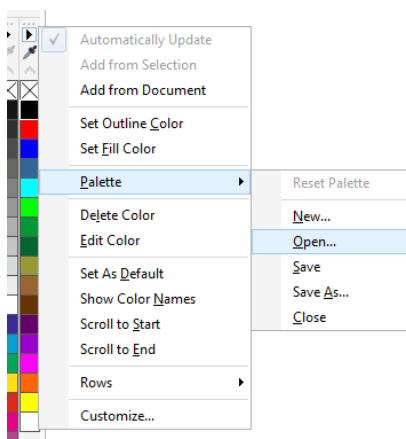 Automatically Update
Add from Selection
Add from Document
Set Outline Color
Set Fill Color
Palette
Delete Color
Edit Color
Set As Default
Show Color Names
Scroll to Start
Scroll to End
Rows
Customize...
Reset Palette
New...
Open...
Save
Save As...
Close